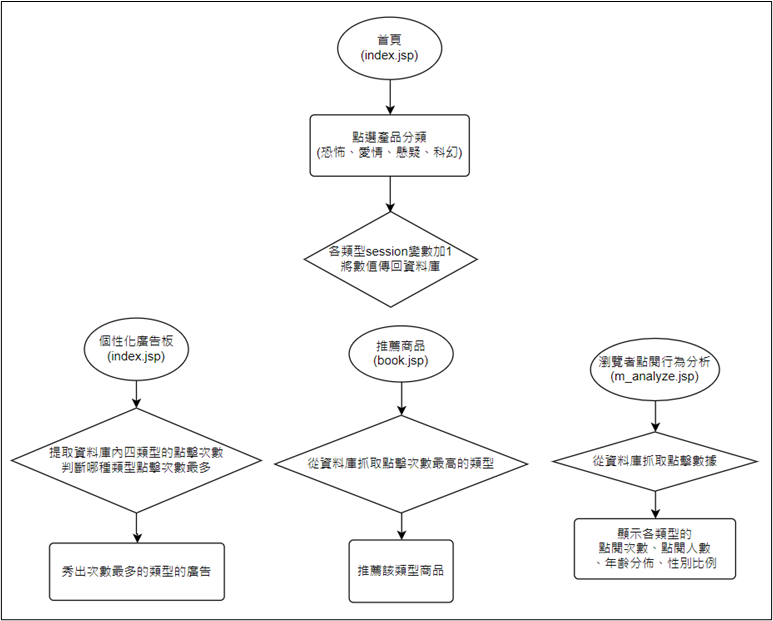 首頁
(index.jsp)
點選產品分類
(恐怖、愛情、懸疑、科幻)
各類型session變數加1
將數值傳回資料庫
個性化廣告板
(index.jsp)
提取資料庫內四類型的點擊次數
判斷哪種類型點擊次數最多
秀出次數最多的類型的廣告
推薦商品
(book.jsp)
從資料庫抓取點擊次數最高的類型
推薦該類型商品
瀏覽者點閱行為分析
(m_analyze.jsp)
從資料庫抓取點擊數據
顯示各類型的
點閱次數、點閱人數
、年齡分佈、性別比例